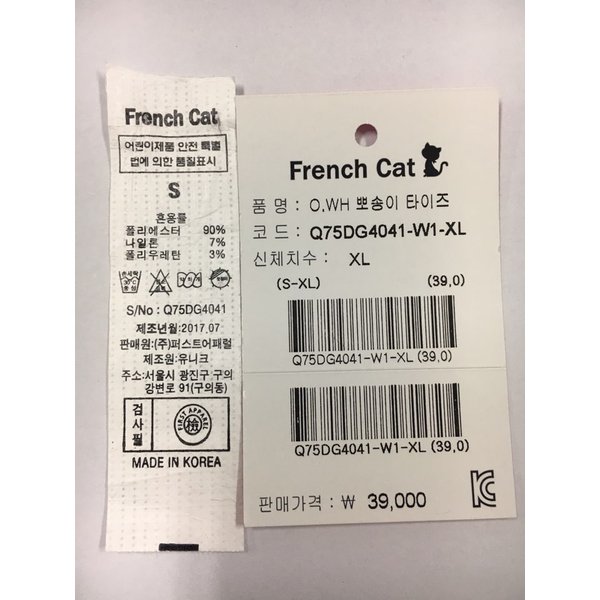 French Cat
어린이제품 안전 특별
법에 의한 품질표시
S
혼용률
폴리에스터 90%
나일론 7%
폴리우레탄 3%
S/No : Q75DG4041
제조년월:2017.07
판매원:(주)퍼스트어패럴
제조원:유니크
주소:서울시 광진구 구의
강변로 91(구의동)
검사필
FIRST APPAREL
檢
MADE IN KOREA
French Cat
품 명 : O.WH 뽀송이 타이즈
코 드 : Q75DG4041-W1-XL
신체치수 : XL
(S-XL) (39,0)
Q75DG4041-W1-XL (39,0)
Q75DG4041-W1-XL (39,0)
판매가격 : ₩ 39,000
KC